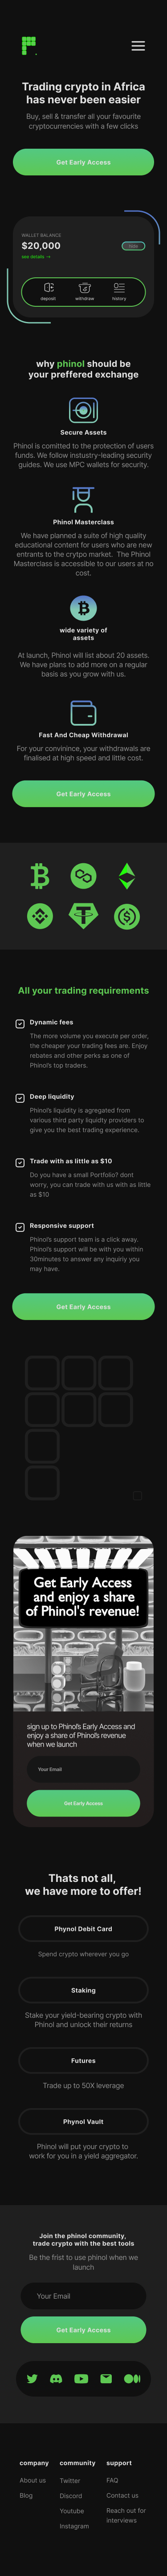 Trading crypto in Africa
has never been easier
Buy, sell & transfer all your favourite
cryptocurrencies with a few clicks
Get Early Access
WALLET BALANCE
$20,000
see details →
deposit
withdraw
history
why phinol should be
your preffered exchange
Secure Assets
Phinol is comitted to the protection of users
funds. We follow instustry-leading security
guides. We use MPC wallets for security.
Phinol Masterclass
We have planned a suite of high quality
educational content for users who are new
entrants to the crytpo market. The Phinol
Masterclass is accessible to our users at no
cost.
wide variety of
assets
At launch, Phinol will list about 20 assets.
We have plans to add more on a regular
basis as you grow with us.
Fast And Cheap Withdrawal
For your convinince, your withdrawals are
finalised at high speed and little cost.
Get Early Access
All your trading requirements
Dynamic fees
The more volume you execute per order,
the cheaper your trading fees are. Enjoy
rebates and other perks as one of
Phinol's top traders.
Deep liquidity
Phinol's liquidity is agregated from
various third party liquidity providers to
give you the best trading experience.
Trade with as little as $10
Do you have a small Portfolio? dont
worry, you can trade with us with as little
as $10
Responsive support
Phinol's support team is a click away.
Phinol's support will be with you within
30minutes to answer any inquiriy you
may have.
Get Early Access
Get Early Access
and enjoy a share
of Phinol's revenue!
sign up to Phinol's Early Access and
enjoy a share of Phinol's revenue
when we launch
Your Email
Get Early Access
Thats not all,
we have more to offer!
Phynol Debit Card
Spend crypto wherever you go
Staking
Stake your yield-bearing crypto with
Phinol and unlock their returns
Futures
Trade up to 50X leverage
Phynol Vault
Phinol will put your crypto to
work for you in a yield aggregator.
Join the phinol community,
trade crypto with the best tools
Be the frist to use phinol when we
launch
Your Email
Get Early Access
company
community
support
About us
Twitter
FAQ
Blog
Discord
Contact us
Youtube
Reach out for
interviews
Instagram